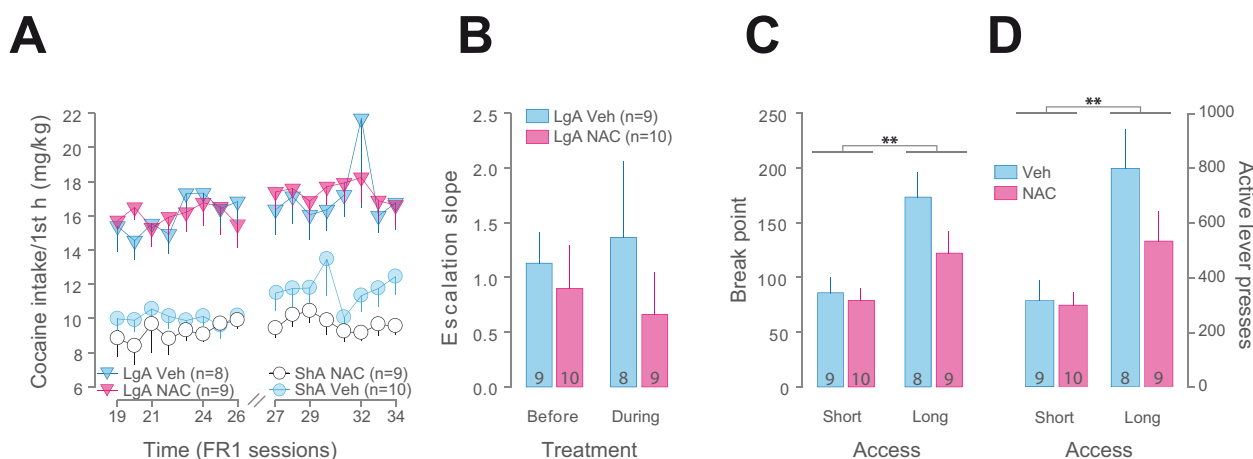 A
B
C
D
Cocaine intake/1st h (mg/kg)
22
20
18
16
14
12
10
8
6
LgA Veh (n=8)
LgA NAC (n=9)
ShA NAC (n=9)
ShA Veh (n=10)
19 21 24 26 // 27 29 32 34
Time (FR1 sessions)
Escalation slope
2.5
2.0
1.5
1.0
0.5
0.0
LgA Veh (n=9)
LgA NAC (n=10)
9 10 8 9
Before During
Treatment
Break point
250
200
150
100
50
0
**
9 10 8 9
Short Long
Access
**
Veh
NAC
9 10 8 9
Short Long
Access
1000
800
600
400
200
0
Active lever
presses